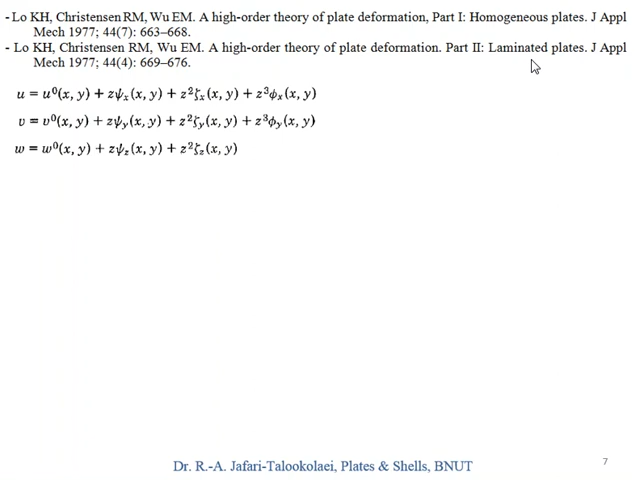 - Lo KH, Christensen RM, Wu EM. A high-order theory of plate deformation, Part I: Homogeneous plates. J Appl
Mech 1977; 44(7): 663–668.
- Lo KH, Christensen RM, Wu EM. A high-order theory of plate deformation. Part II: Laminated plates. J Appl
Mech 1977; 44(4): 669–676.
u = u⁰(x, y) + zψₓ(x, y) + z²ζₓ(x, y) + z³ϕₓ(x, y)
v = v⁰(x, y) + zψ_y(x, y) + z²ζ_y(x, y) + z³ϕ_y(x, y)
w = w⁰(x, y) + zψ_z(x, y) + z²ζ_z(x, y)
Dr. R.-A. Jafari-Talookolaei, Plates & Shells, BNUT
7